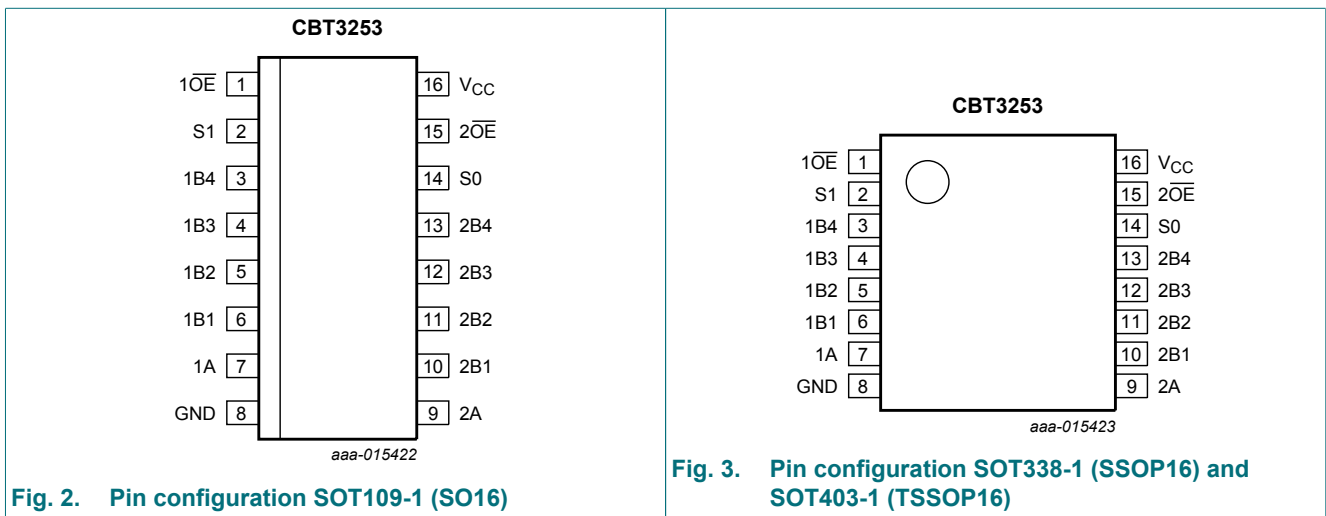 CBT3253
1O̅E̅ 1 16 VCC
S1 2 15 2O̅E̅
1B4 3 14 S0
1B3 4 13 2B4
1B2 5 12 2B3
1B1 6 11 2B2
1A 7 10 2B1
GND 8 9 2A
aaa-015422
Fig. 2. Pin configuration SOT109-1 (SO16)
CBT3253
1O̅E̅ 1 16 VCC
S1 2 15 2O̅E̅
1B4 3 14 S0
1B3 4 13 2B4
1B2 5 12 2B3
1B1 6 11 2B2
1A 7 10 2B1
GND 8 9 2A
aaa-015423
Fig. 3. Pin configuration SOT338-1 (SSOP16) and
SOT403-1 (TSSOP16)